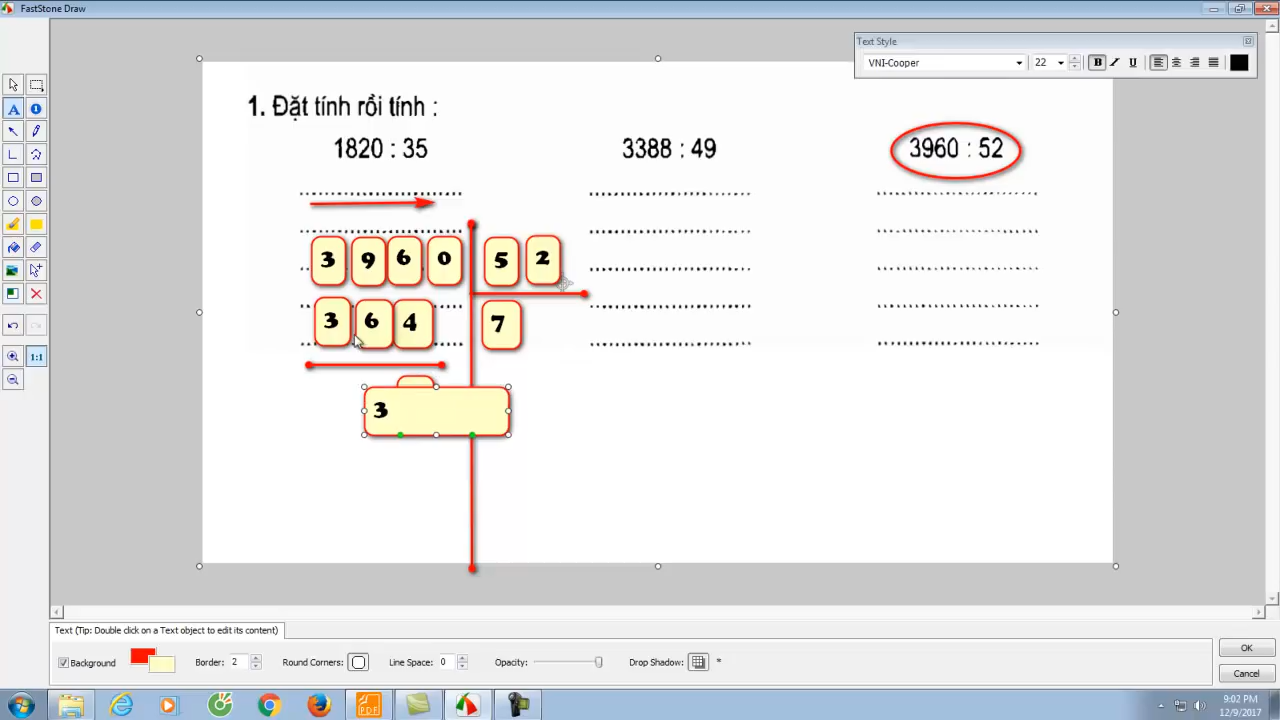 FastStone Draw
Text Style
VNI-Cooper
22
B I U
1. Đặt tính rồi tính :
1820 : 35
3388 : 49
3960 : 52
3 9 6 0
5 2
3 6 4
7
3
1:1
Text (Tip: Double click on a Text object to edit its content)
Background
Border: 2
Round Corners:
Line Space: 0
Opacity:
Drop Shadow:
*
OK
Cancel
PDF
9:02 PM
12/9/2017